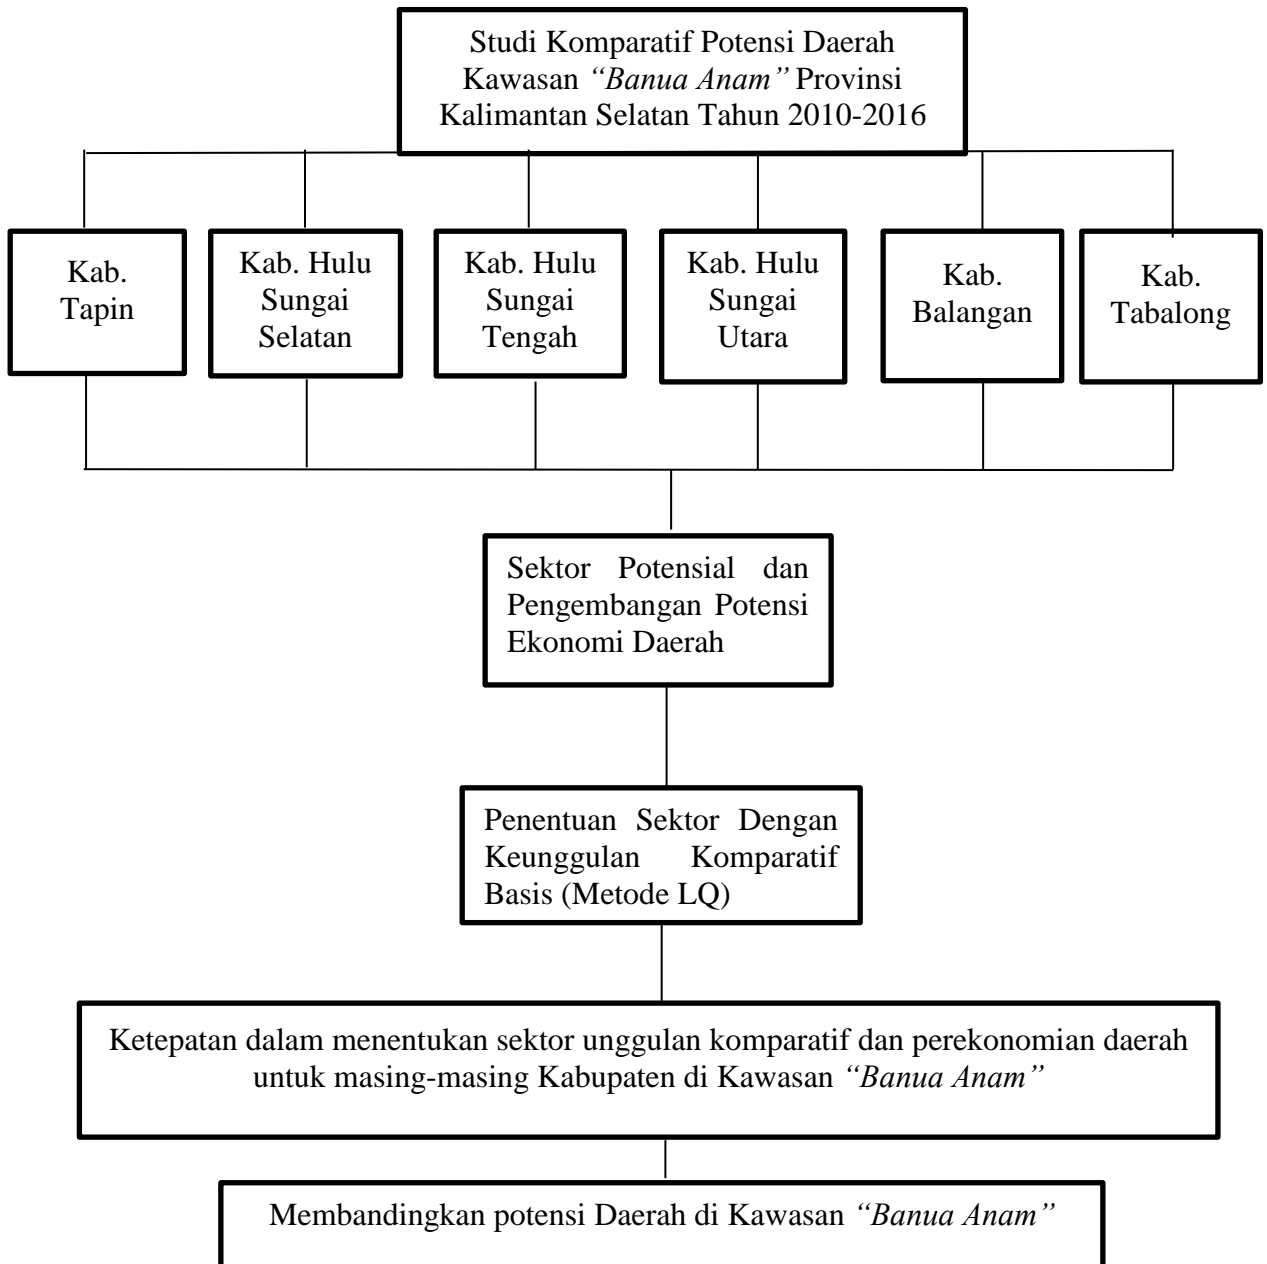 Studi Komparatif Potensi Daerah
Kawasan “Banua Anam” Provinsi
Kalimantan Selatan Tahun 2010-2016
Kab.
Tapin
Kab. Hulu
Sungai
Selatan
Kab. Hulu
Sungai
Tengah
Kab. Hulu
Sungai
Utara
Kab.
Balangan
Kab.
Tabalong
Sektor Potensial dan
Pengembangan Potensi
Ekonomi Daerah
Penentuan Sektor Dengan
Keunggulan Komparatif
Basis (Metode LQ)
Ketepatan dalam menentukan sektor unggulan komparatif dan perekonomian daerah
untuk masing-masing Kabupaten di Kawasan “Banua Anam”
Membandingkan potensi Daerah di Kawasan “Banua Anam”